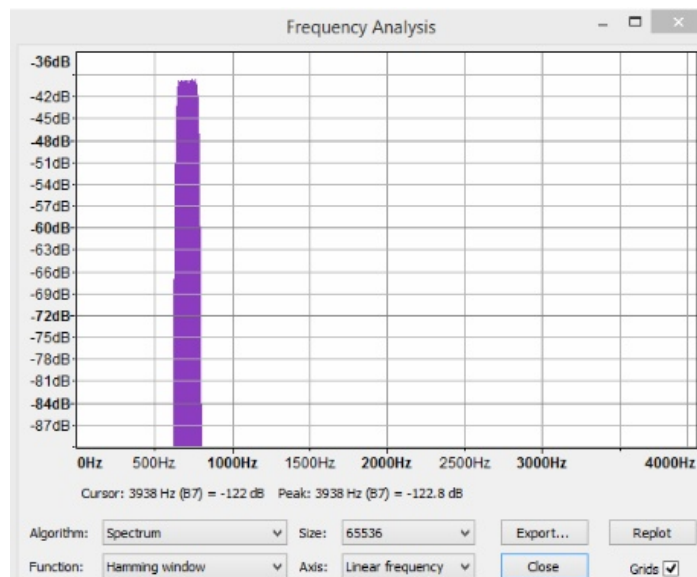 Frequency Analysis
-36dB
-42dB
-45dB
-48dB
-51dB
-54dB
-57dB
-60dB
-63dB
-66dB
-69dB
-72dB
-75dB
-78dB
-81dB
-84dB
-87dB
0Hz 500Hz 1000Hz 1500Hz 2000Hz 2500Hz 3000Hz 4000Hz
Cursor: 3938 Hz (B7) = -122 dB Peak: 3938 Hz (B7) = -122.8 dB
Algorithm: Spectrum Size: 65536 Export... Replot
Function: Hamming window Axis: Linear frequency Close Grids